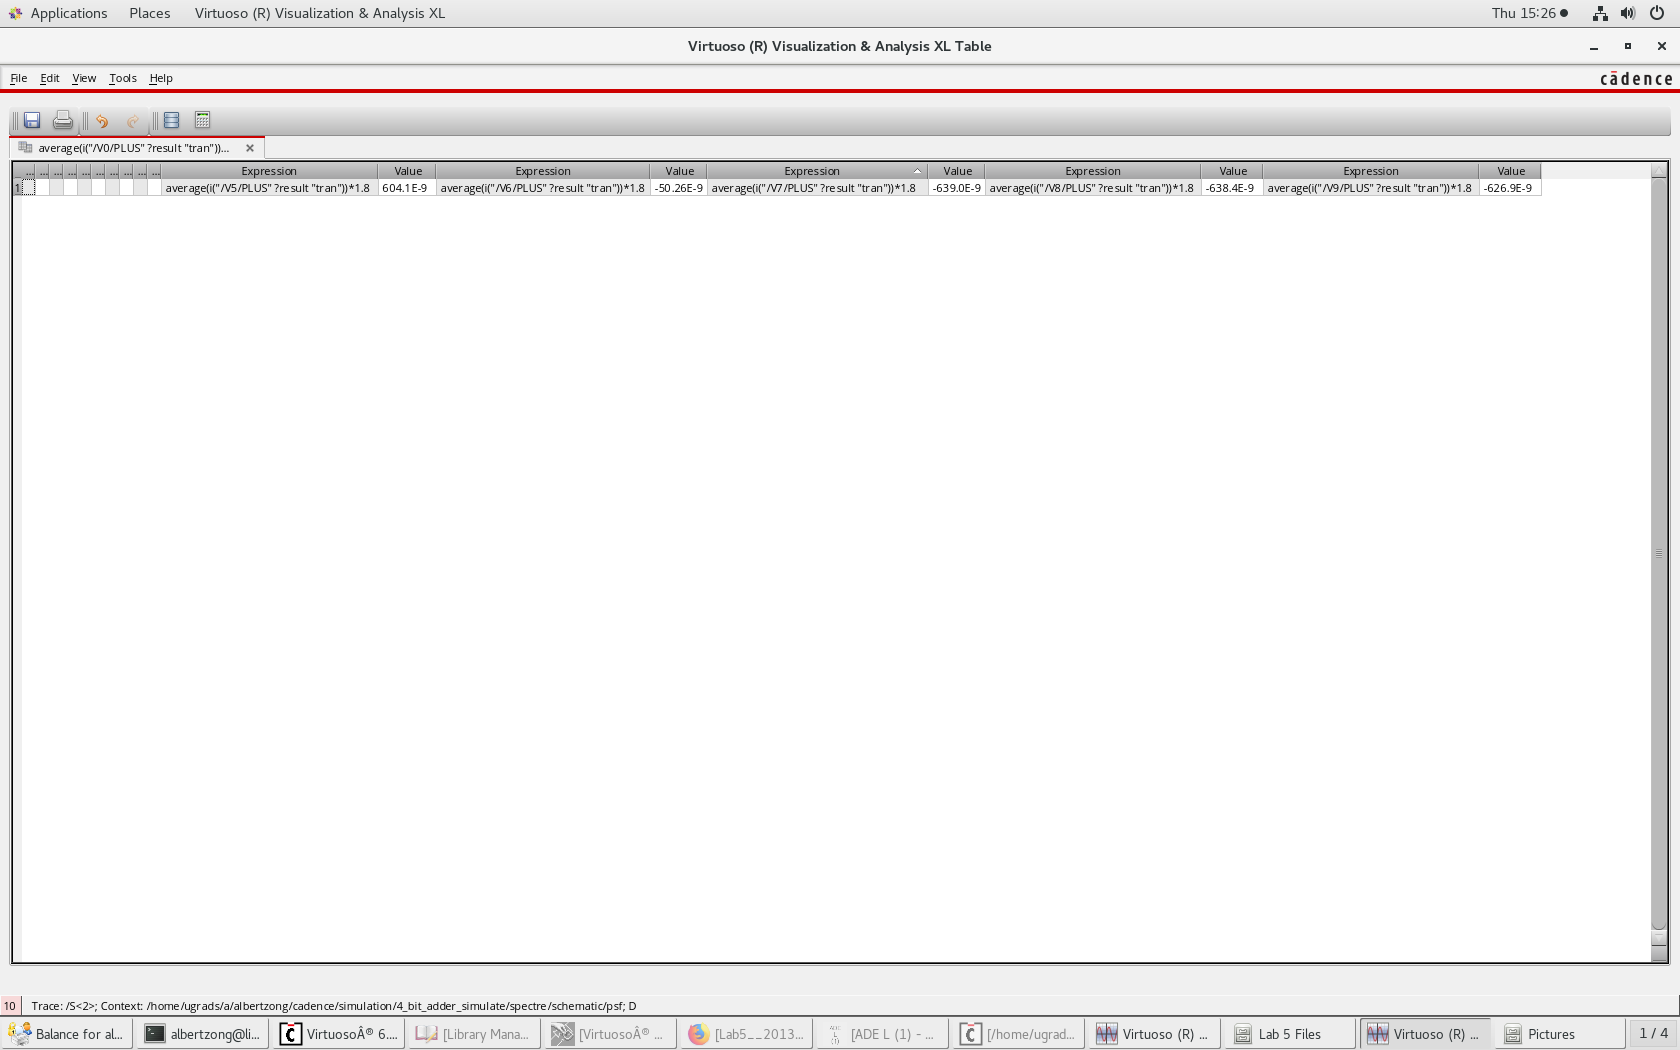 Applications Places Virtuoso (R) Visualization & Analysis XL Thu 15:26
Virtuoso (R) Visualization & Analysis XL Table
File Edit View Tools Help cādence
average(i("/V0/PLUS" ?result "tran"))...
... ... ... ... ... ... ... ... ... ... Expression Value Expression Value Expression Value Expression Value Expression Value
1 average(i("/V5/PLUS" ?result "tran"))*1.8 604.1E-9 average(i("/V6/PLUS" ?result "tran"))*1.8 -50.26E-9 average(i("/V7/PLUS" ?result "tran"))*1.8 -639.0E-9 average(i("/V8/PLUS" ?result "tran"))*1.8 -638.4E-9 average(i("/V9/PLUS" ?result "tran"))*1.8 -626.9E-9
10 Trace: /S<2>; Context: /home/ugrads/a/albertzong/cadence/simulation/4_bit_adder_simulate/spectre/schematic/psf; D
Balance for al... albertzong@li... VirtuosoÂ® 6.... [Library Mana... [VirtuosoÂ® ... [Lab5__2013... [ADE L (1) - ... [/home/ugrad... Virtuoso (R) ... Lab 5 Files Virtuoso (R) ... Pictures 1 / 4